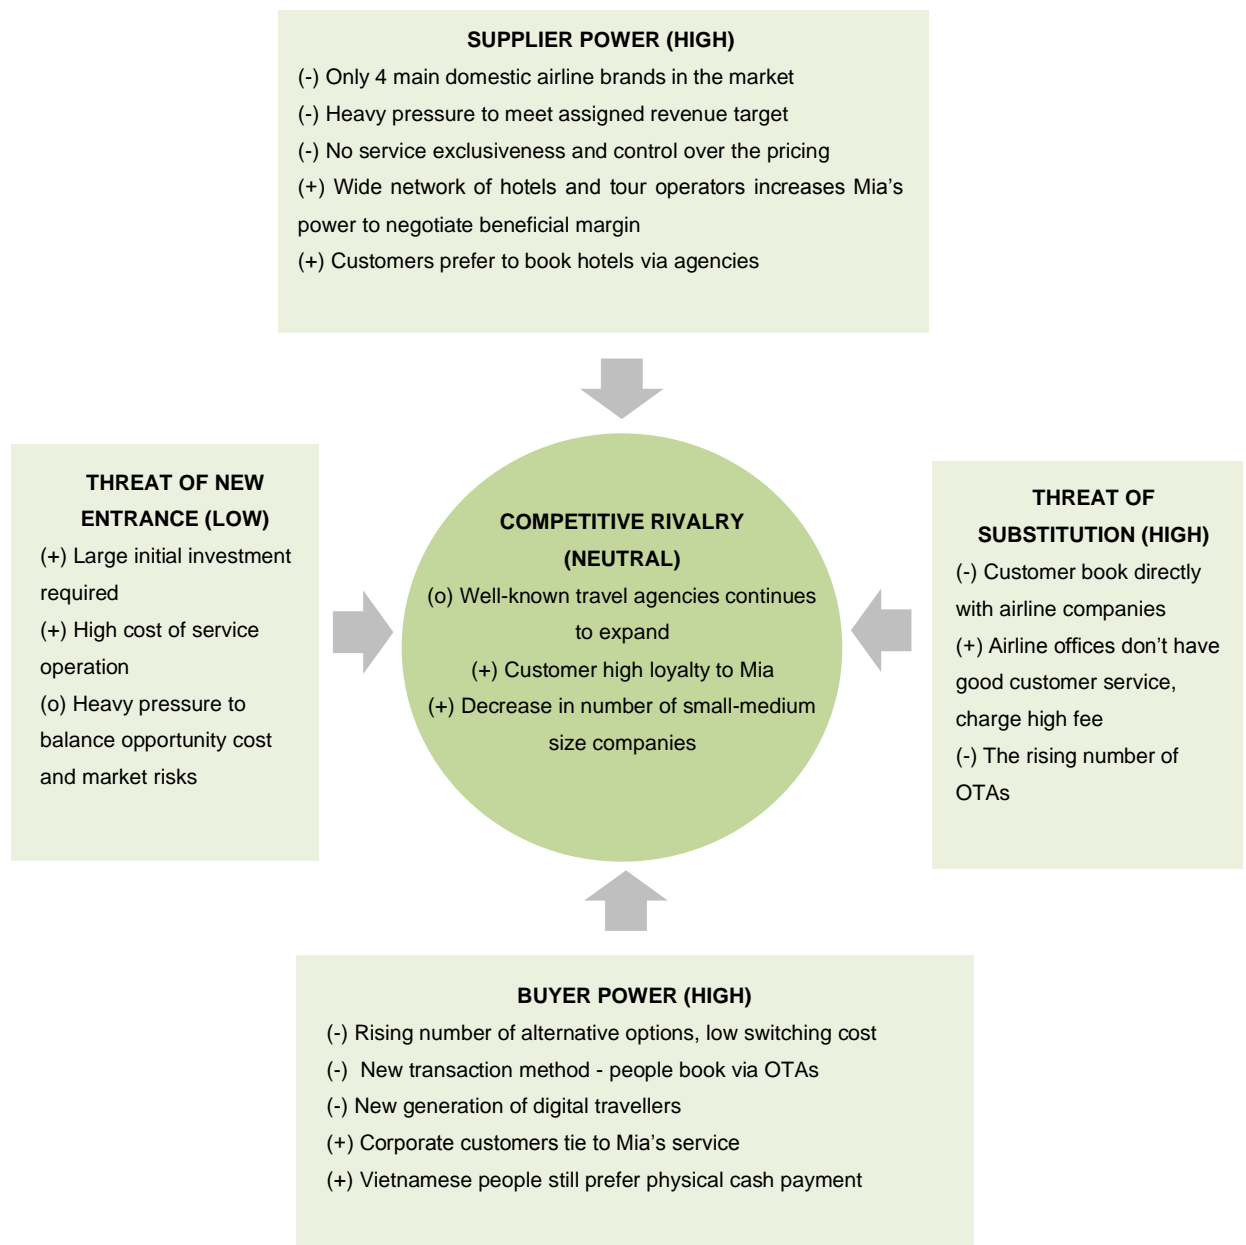 SUPPLIER POWER (HIGH)
(-) Only 4 main domestic airline brands in the market
(-) Heavy pressure to meet assigned revenue target
(-) No service exclusiveness and control over the pricing
(+) Wide network of hotels and tour operators increases Mia’s
power to negotiate beneficial margin
(+) Customers prefer to book hotels via agencies
THREAT OF NEW
ENTRANCE (LOW)
(+) Large initial investment
required
(+) High cost of service
operation
(o) Heavy pressure to
balance opportunity cost
and market risks
COMPETITIVE RIVALRY
(NEUTRAL)
(o) Well-known travel agencies continues
to expand
(+) Customer high loyalty to Mia
(+) Decrease in number of small-medium
size companies
THREAT OF
SUBSTITUTION (HIGH)
(-) Customer book directly
with airline companies
(+) Airline offices don’t have
good customer service,
charge high fee
(-) The rising number of
OTAs
BUYER POWER (HIGH)
(-) Rising number of alternative options, low switching cost
(-) New transaction method - people book via OTAs
(-) New generation of digital travellers
(+) Corporate customers tie to Mia’s service
(+) Vietnamese people still prefer physical cash payment